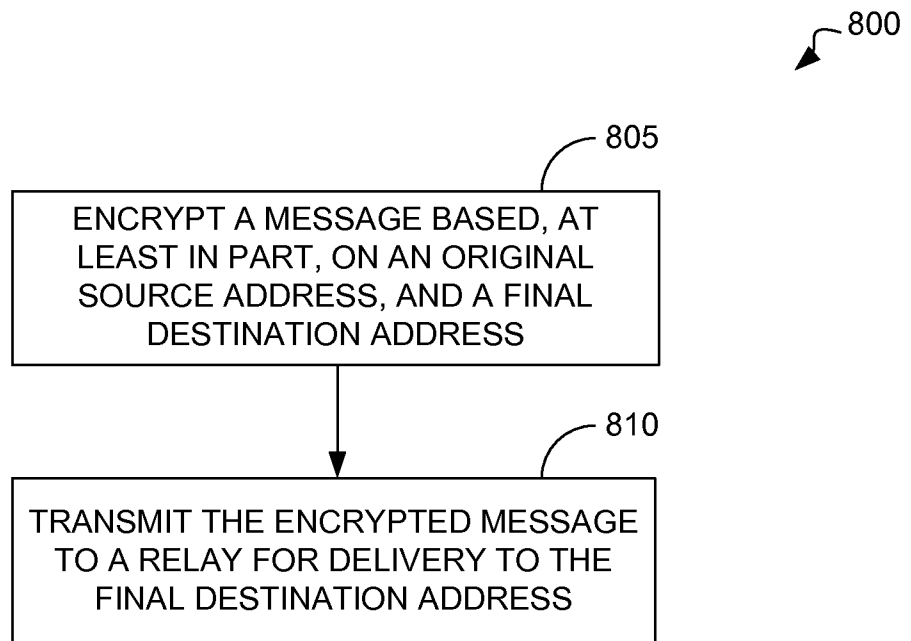 800
805
ENCRYPT A MESSAGE BASED, AT
LEAST IN PART, ON AN ORIGINAL
SOURCE ADDRESS, AND A FINAL
DESTINATION ADDRESS
810
TRANSMIT THE ENCRYPTED MESSAGE
TO A RELAY FOR DELIVERY TO THE
FINAL DESTINATION ADDRESS